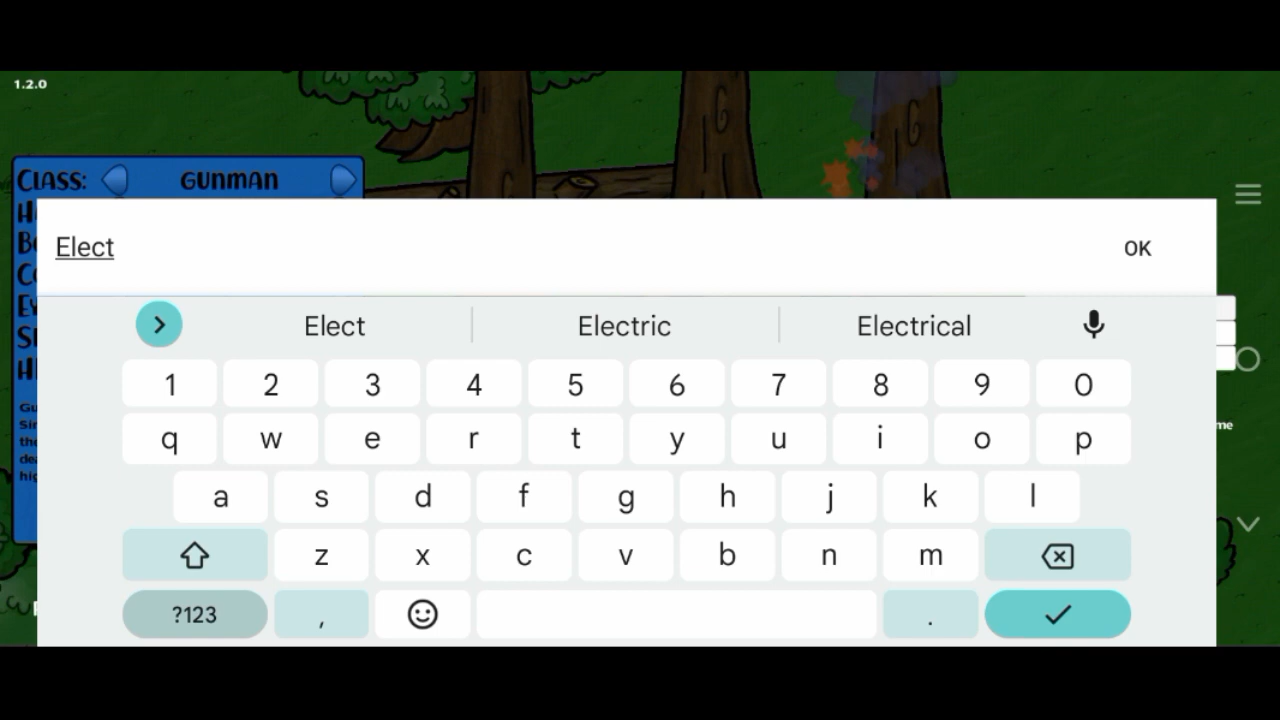 1.2.0
CLASS: GUNMAN
Elect
OK
Elect Electric Electrical
1 2 3 4 5 6 7 8 9 0
q w e r t y u i o p
a s d f g h j k l
z x c v b n m
?123 , .